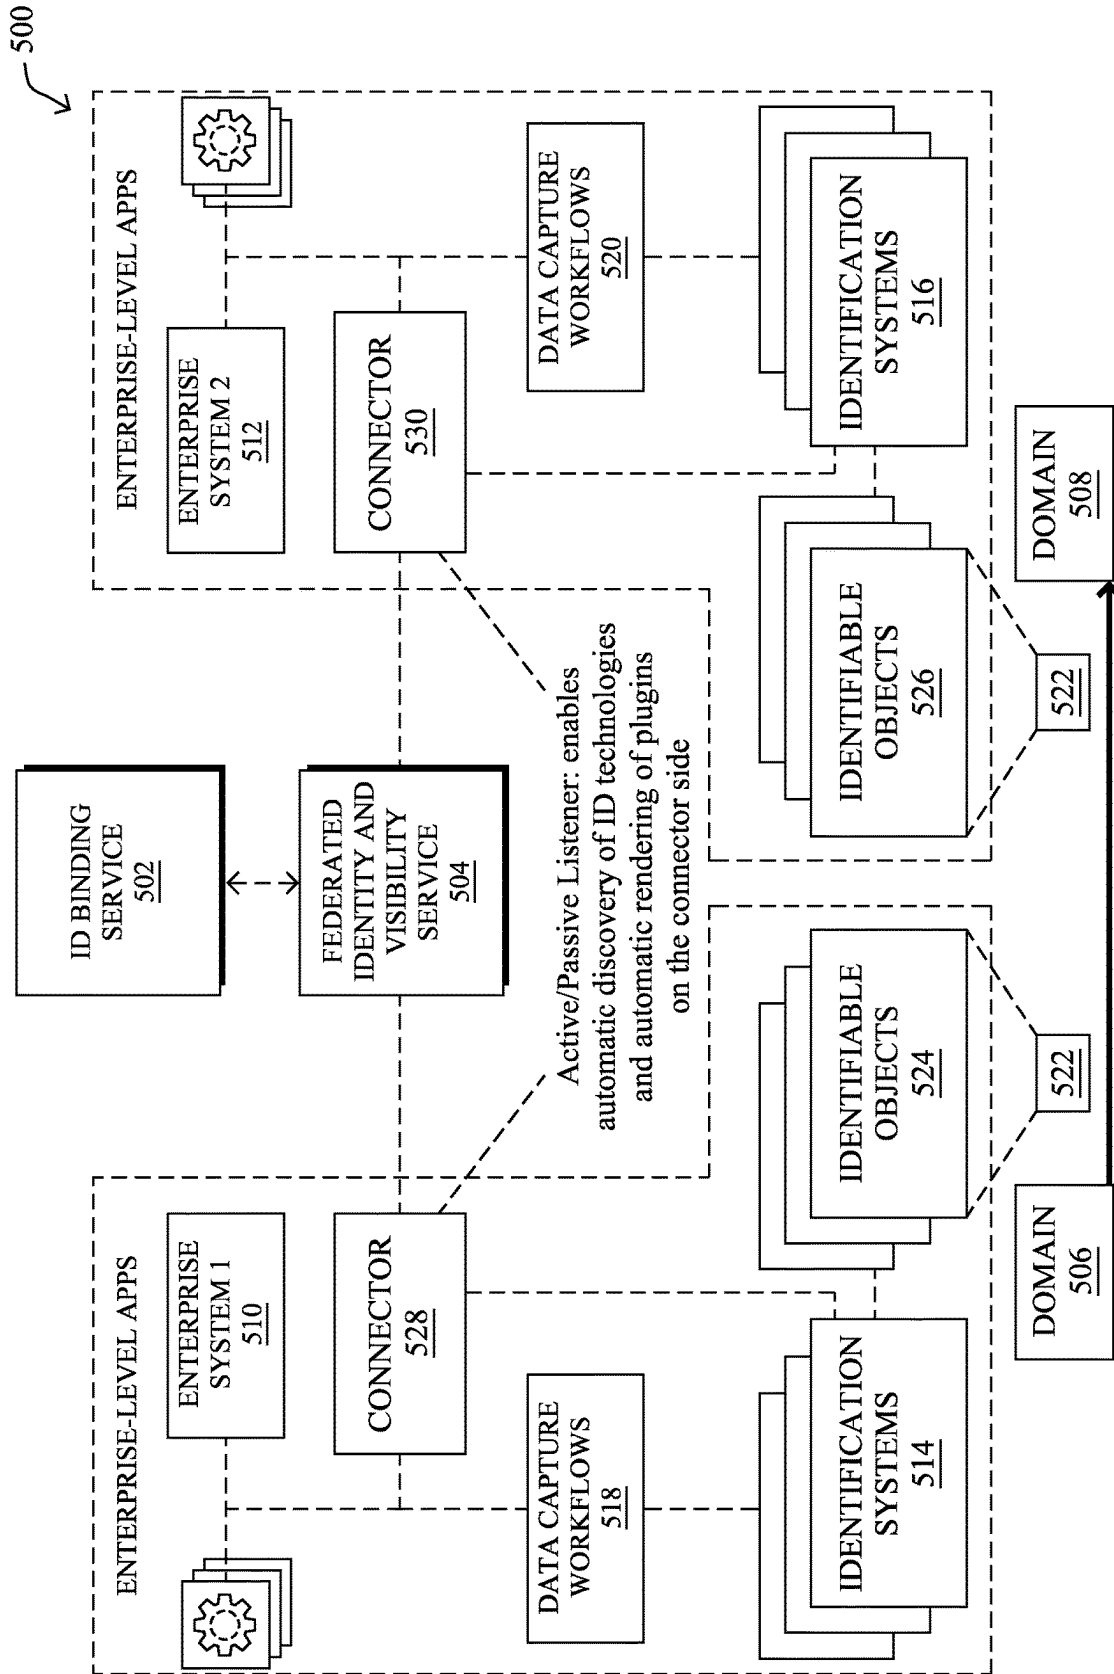 500
ENTERPRISE-LEVEL APPS
ENTERPRISE
SYSTEM 1
510
CONNECTOR
528
DATA CAPTURE
WORKFLOWS
518
IDENTIFICATION
SYSTEMS
514
IDENTIFIABLE
OBJECTS
524
522
DOMAIN
506
ID BINDING
SERVICE
502
FEDERATED
IDENTITY AND
VISIBILITY
SERVICE
504
Active/Passive Listener: enables
automatic discovery of ID technologies
and automatic rendering of plugins
on the connector side
ENTERPRISE-LEVEL APPS
ENTERPRISE
SYSTEM 2
512
CONNECTOR
530
DATA CAPTURE
WORKFLOWS
520
IDENTIFICATION
SYSTEMS
516
IDENTIFIABLE
OBJECTS
526
522
DOMAIN
508